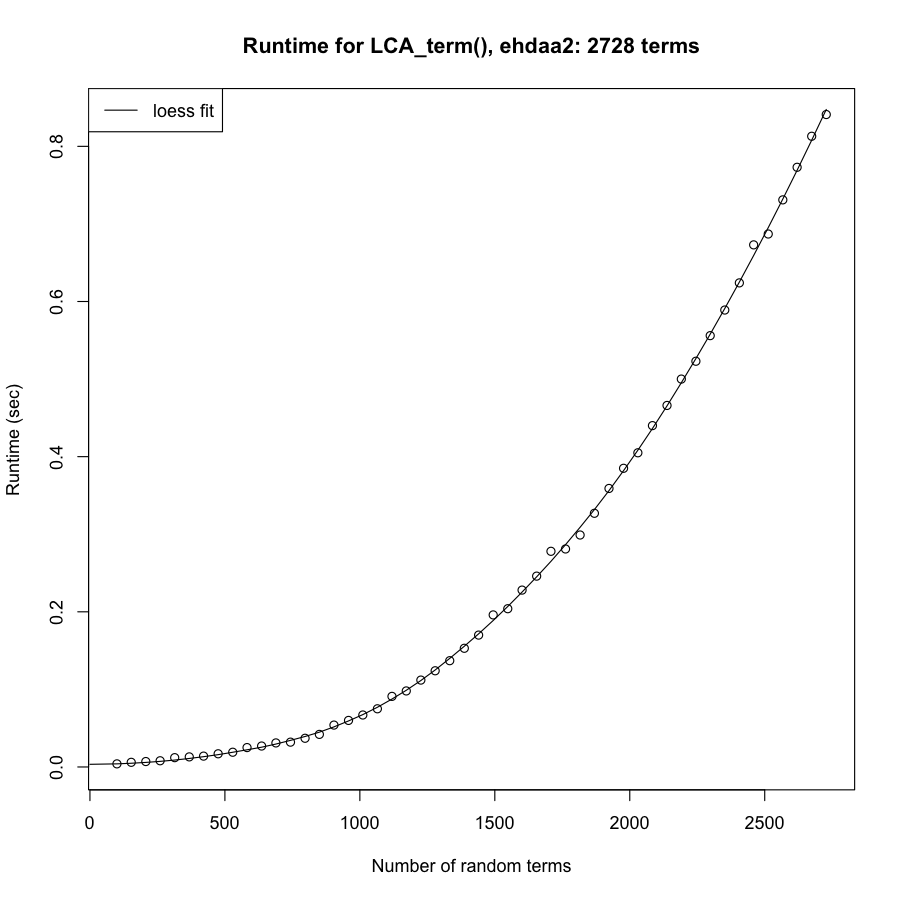 Runtime for LCA_term(), ehdaa2: 2728 terms
loess fit
0.8
0.6
0.4
0.2
0.0
Runtime (sec)
0 500 1000 1500 2000 2500
Number of random terms